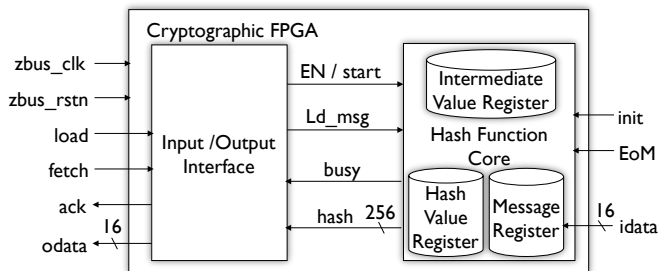 Cryptographic FPGA
zbus_clk
zbus_rstn
load
fetch
ack
16
odata
Input /Output
Interface
EN / start
Ld_msg
busy
hash
256
Intermediate
Value Register
Hash Function
Core
Hash
Value
Register
Message
Register
init
EoM
16
idata